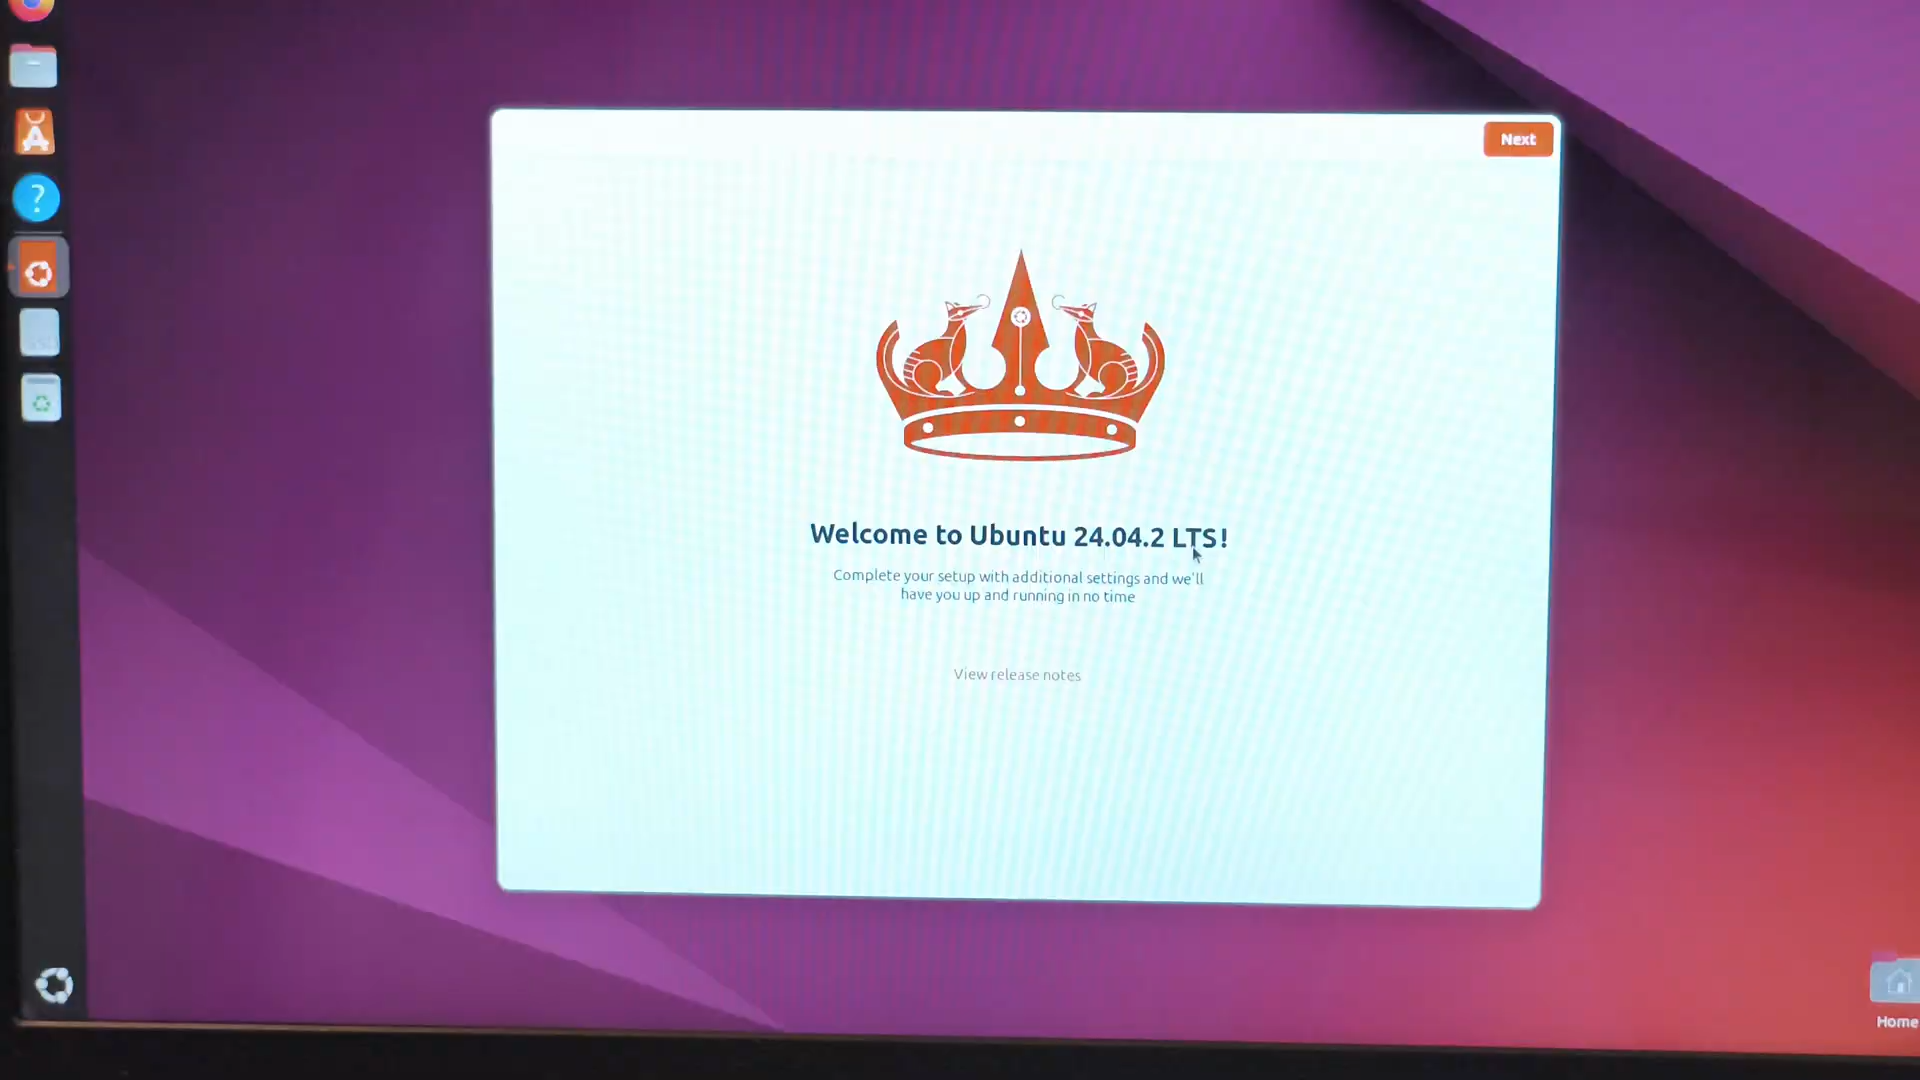 Next
Welcome to Ubuntu 24.04.2 LTS!
Complete your setup with additional settings and we'll
have you up and running in no time
View release notes
Home